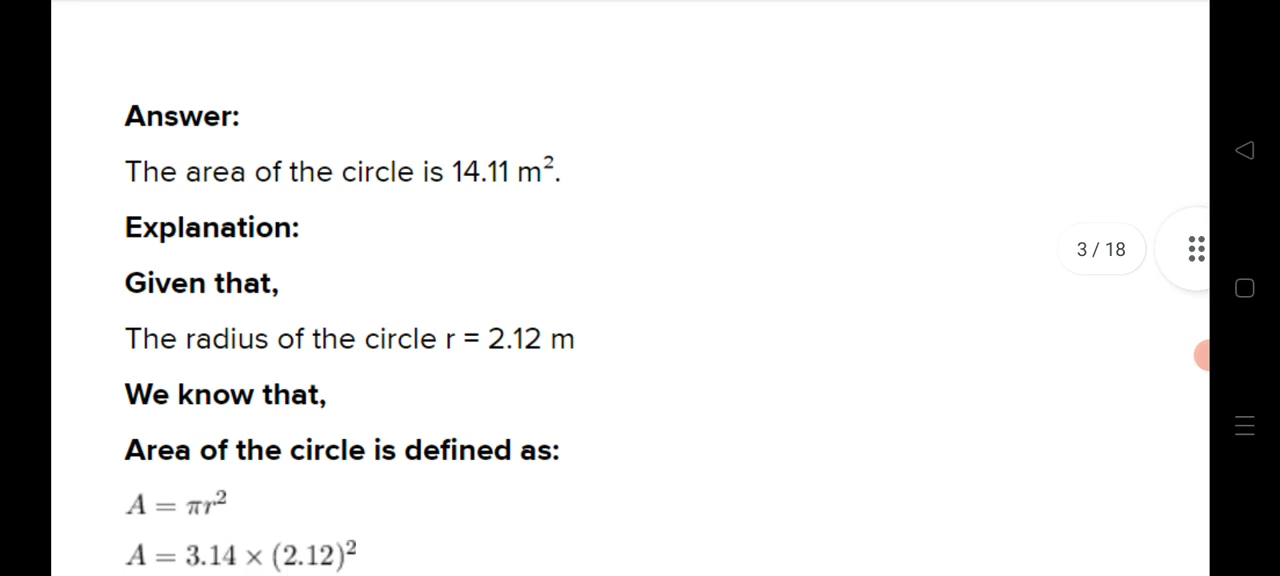 Answer:
The area of the circle is 14.11 m².
Explanation:
Given that,
The radius of the circle r = 2.12 m
We know that,
Area of the circle is defined as:
A = πr²
A = 3.14 × (2.12)²
3 / 18